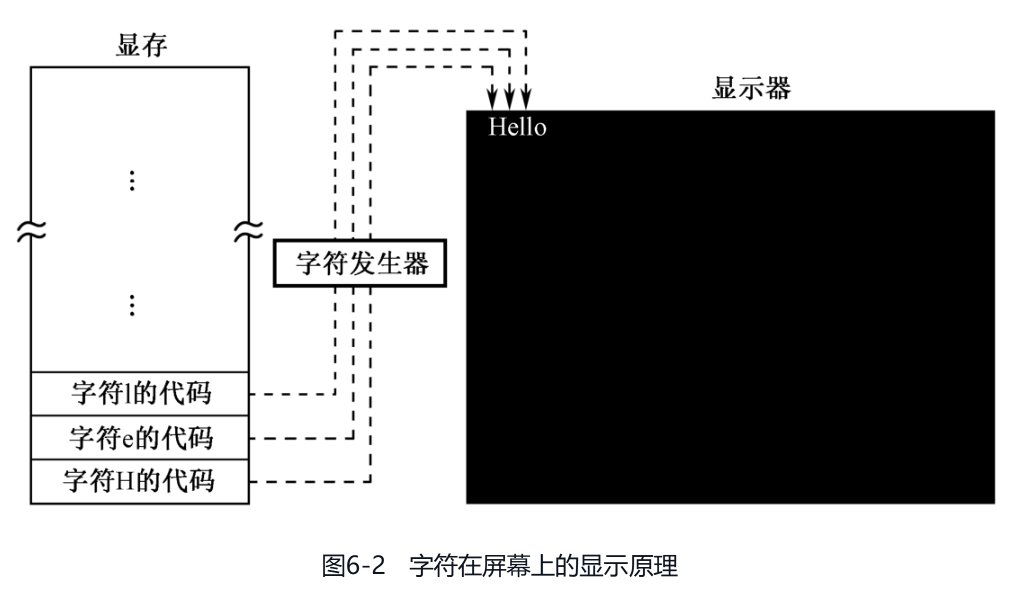 显存
显示器
Hello
字符发生器
字符l的代码
字符e的代码
字符H的代码
图6-2 字符在屏幕上的显示原理